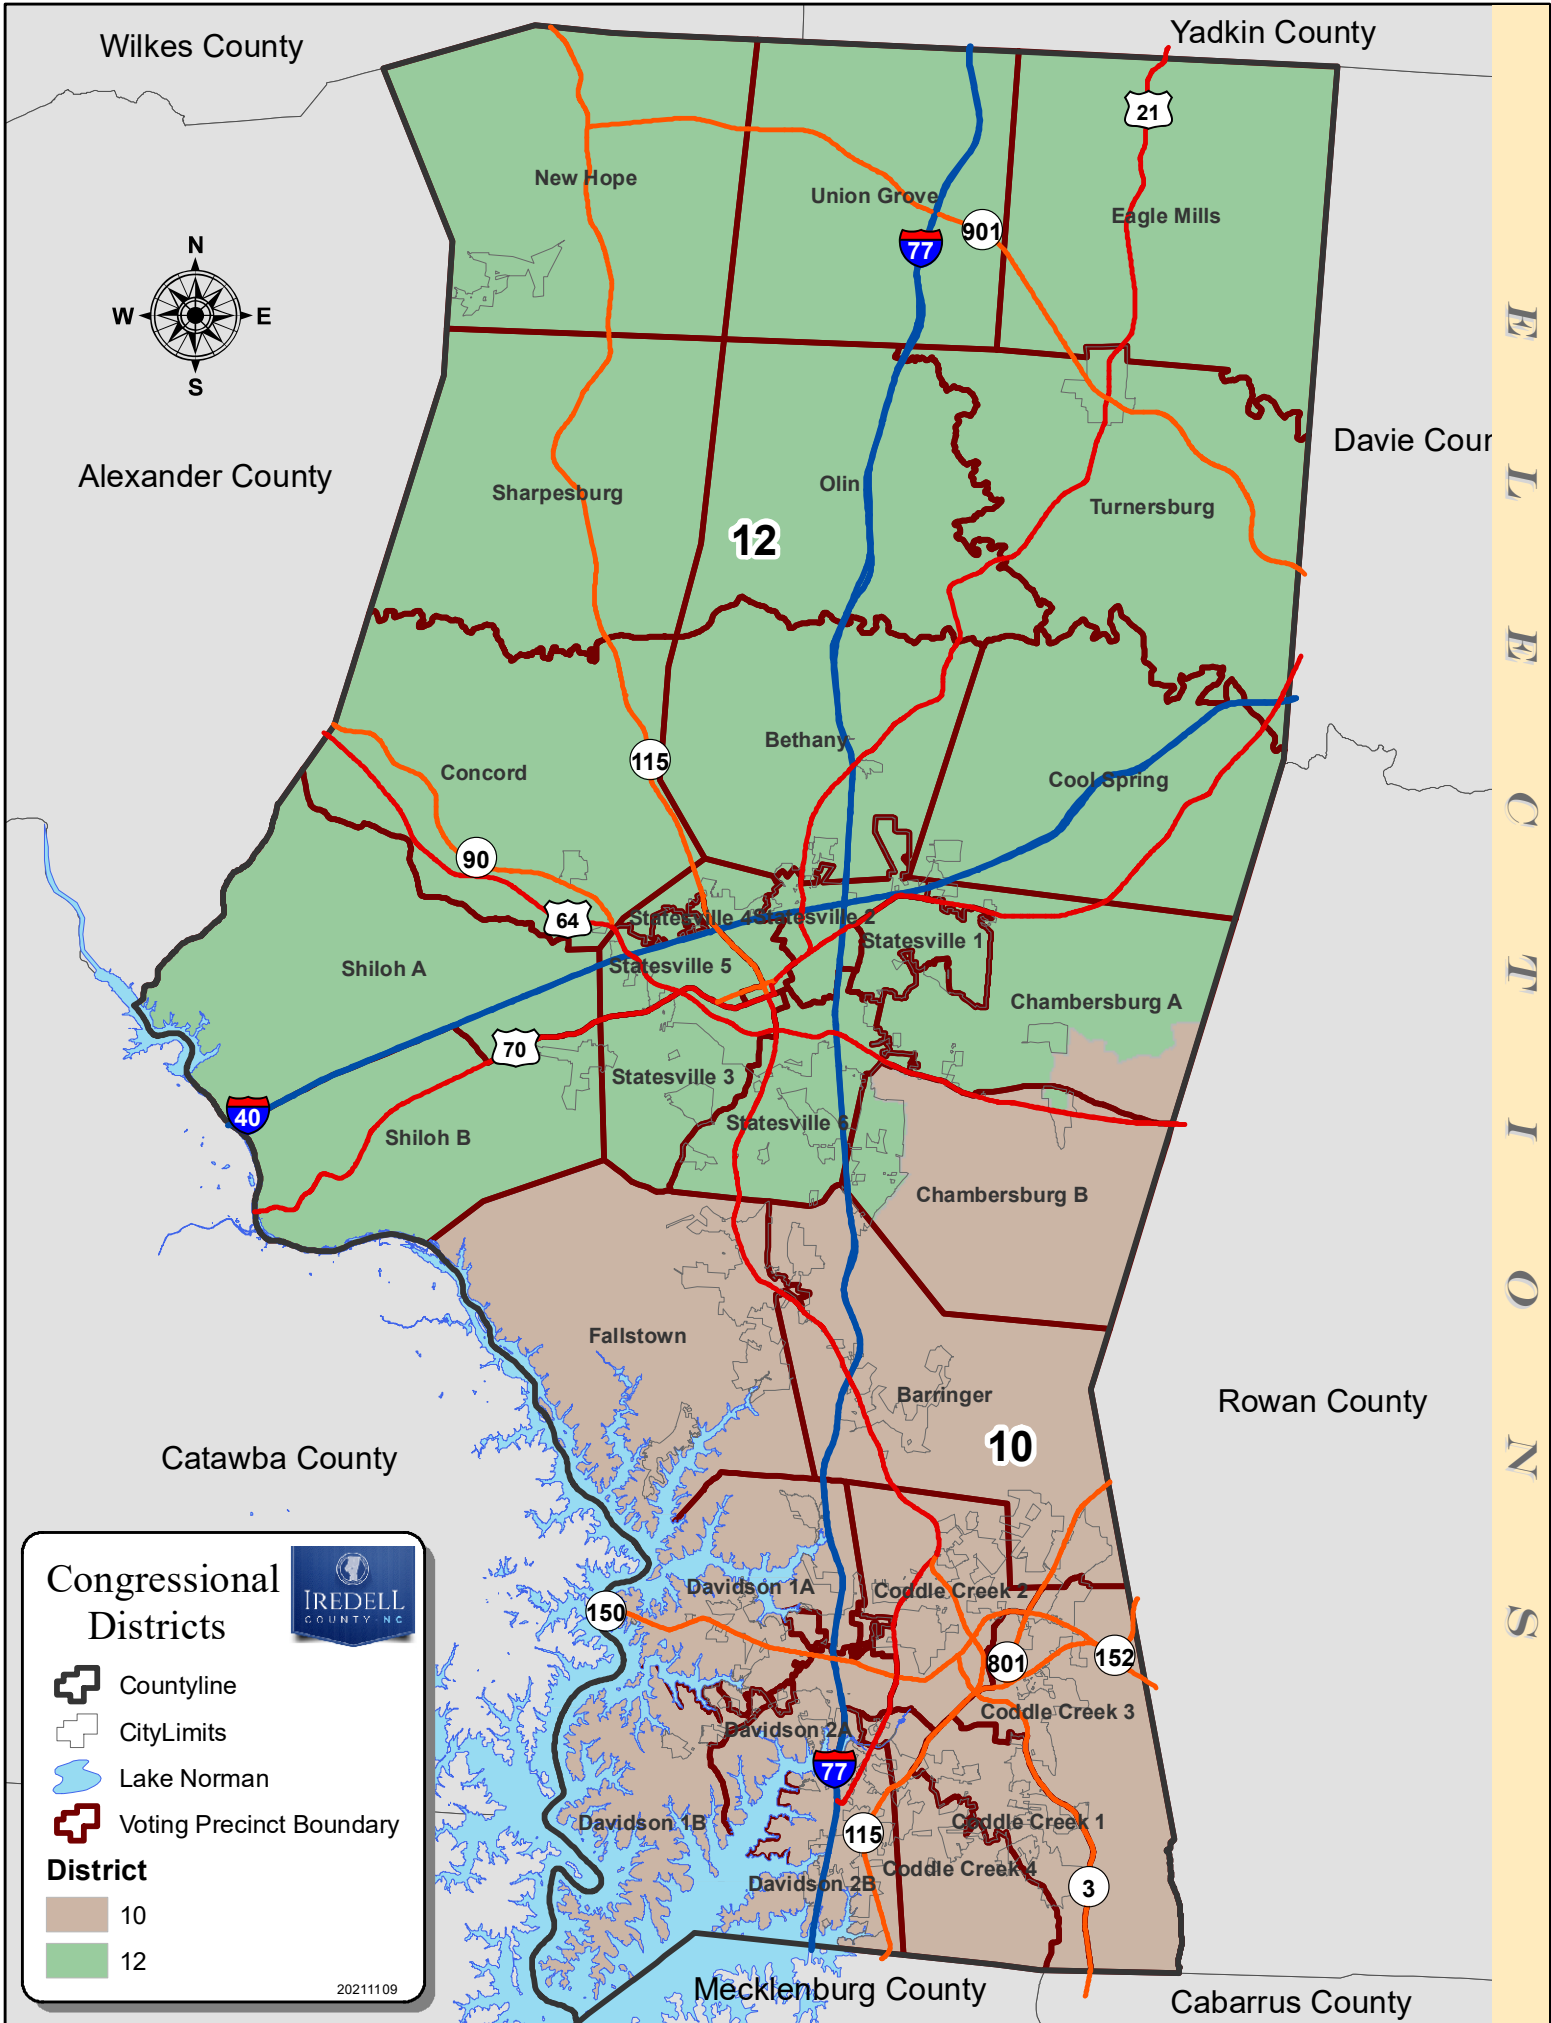 Wilkes County
Yadkin County
21
New Hope
Union Grove
901
Eagle Mills
77
N
W E
S
Davie Coun
Alexander County
Sharpesburg
Olin
Turnersburg
12
115
Bethany
Concord
Cool Spring
90
64
Statesville 4
Statesville 2
Statesville 1
Shiloh A
Statesville 5
Chambersburg A
70
Statesville 3
40
Statesville 6
Shiloh B
Chambersburg B
Fallstown
Barringer
Rowan County
10
Catawba County
Davidson 1A
Coddle Creek 2
150
801
152
Coddle Creek 3
Davidson 2A
77
Davidson 1B
Coddle Creek 1
115
Coddle Creek 4
Davidson 2B
3
Mecklenburg County
Cabarrus County
Congressional
Districts
IREDELL
COUNTY NC
Countyline
CityLimits
Lake Norman
Voting Precinct Boundary
District
10
12
20211109
ELECTIONS